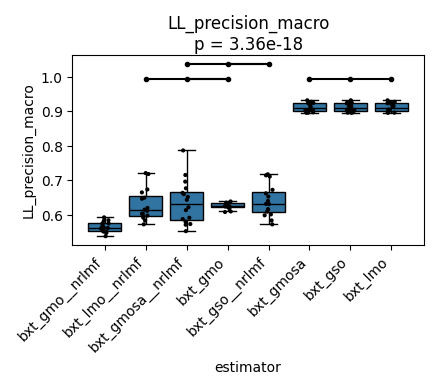 LL_precision_macro
p = 3.36e-18
LL_precision_macro
1.0
0.9
0.8
0.7
0.6
bxt_gmo__nrlmf
bxt_lmo__nrlmf
bxt_gmosa__nrlmf
bxt_gmo
bxt_gso__nrlmf
bxt_gmosa
bxt_gso
bxt_lmo
estimator